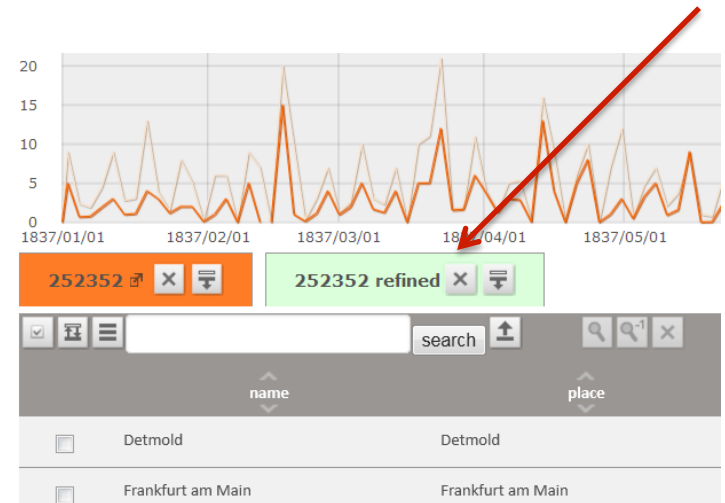 20
15
10
5
0
1837/01/01 1837/02/01 1837/03/01 1837/04/01 1837/05/01
252352 252352 refined
search
-1
name place
Detmold Detmold
Frankfurt am Main Frankfurt am Main